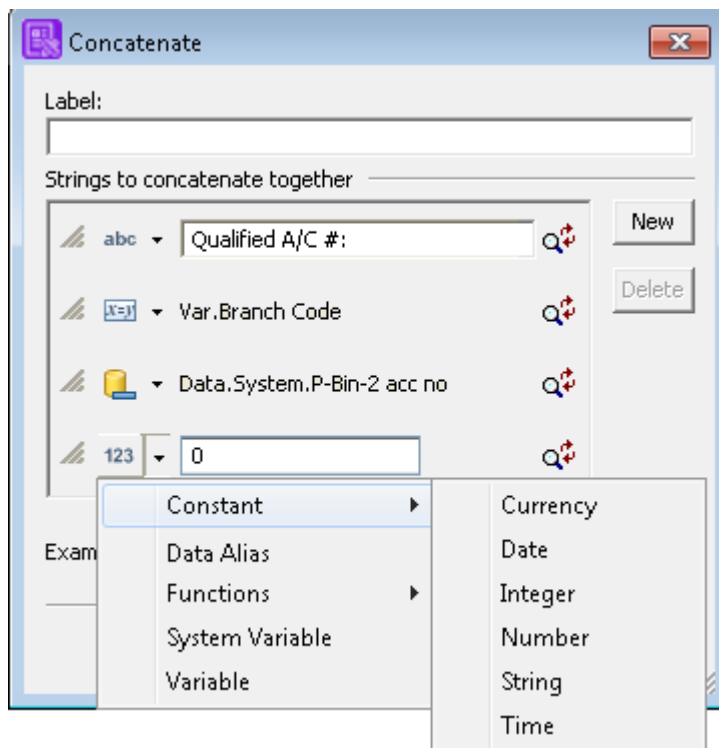 Concatenate
Label:
Strings to concatenate together
abc Qualified A/C #: New
x=y Var.Branch Code Delete
Data.System.P-Bin-2 acc no
123 0
Constant Currency
Exam Data Alias Date
Functions Integer
System Variable Number
Variable String
Time